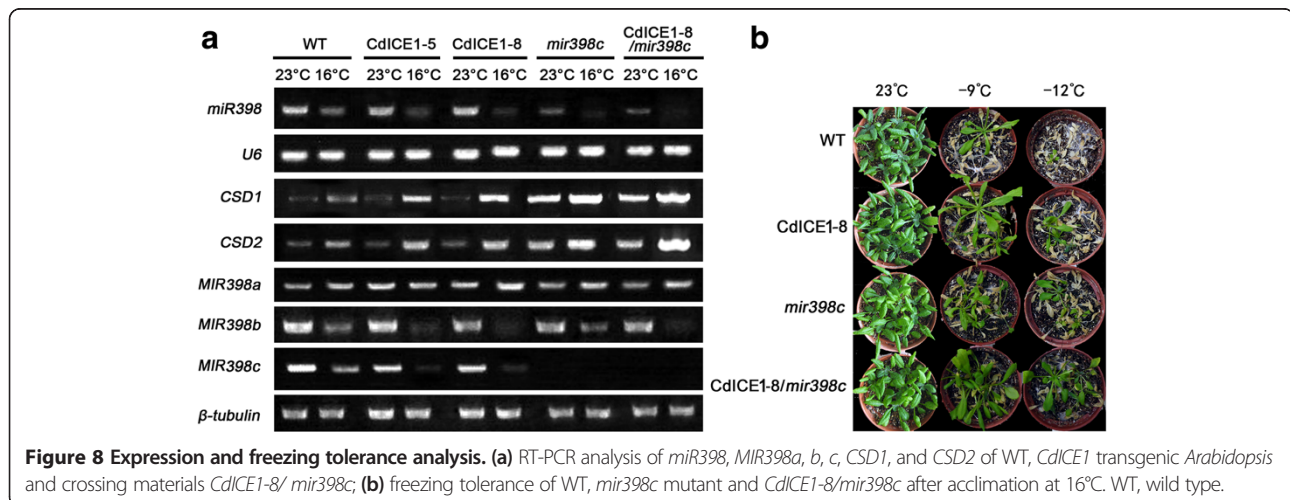 a
WT CdICE1-5 CdICE1-8 mir398c CdICE1-8
/mir398c
23°C 16°C 23°C 16°C 23°C 16°C 23°C 16°C 23°C 16°C
miR398
U6
CSD1
CSD2
MIR398a
MIR398b
MIR398c
β-tubulin
b
23°C −9°C −12°C
WT
CdICE1-8
mir398c
CdICE1-8/mir398c
Figure 8 Expression and freezing tolerance analysis. (a) RT-PCR analysis of miR398, MIR398a, b, c, CSD1, and CSD2 of WT, CdICE1 transgenic Arabidopsis
and crossing materials CdICE1-8/ mir398c; (b) freezing tolerance of WT, mir398c mutant and CdICE1-8/mir398c after acclimation at 16°C. WT, wild type.